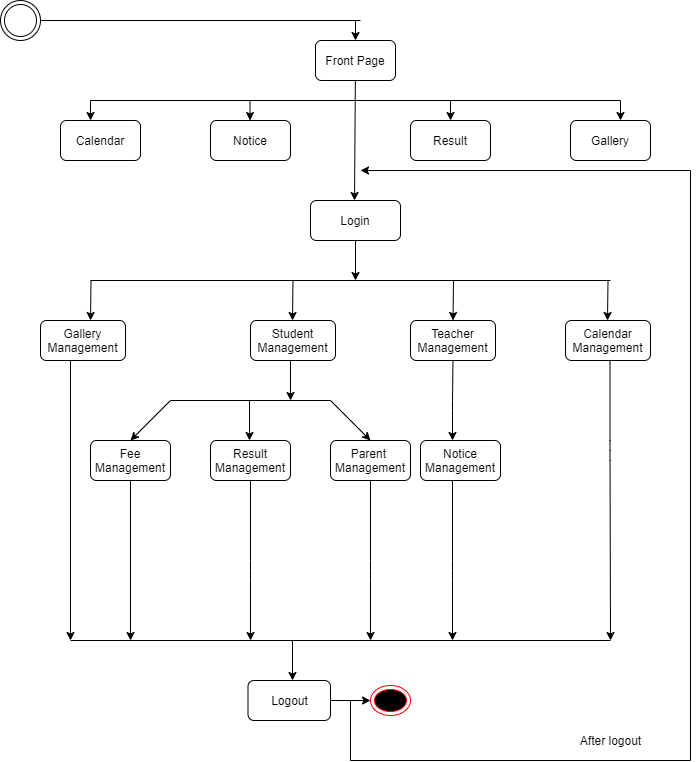 Front Page
Calendar
Notice
Result
Gallery
Login
Gallery
Management
Student
Management
Teacher
Management
Calendar
Management
Fee
Management
Result
Management
Parent
Management
Notice
Management
Logout
After logout